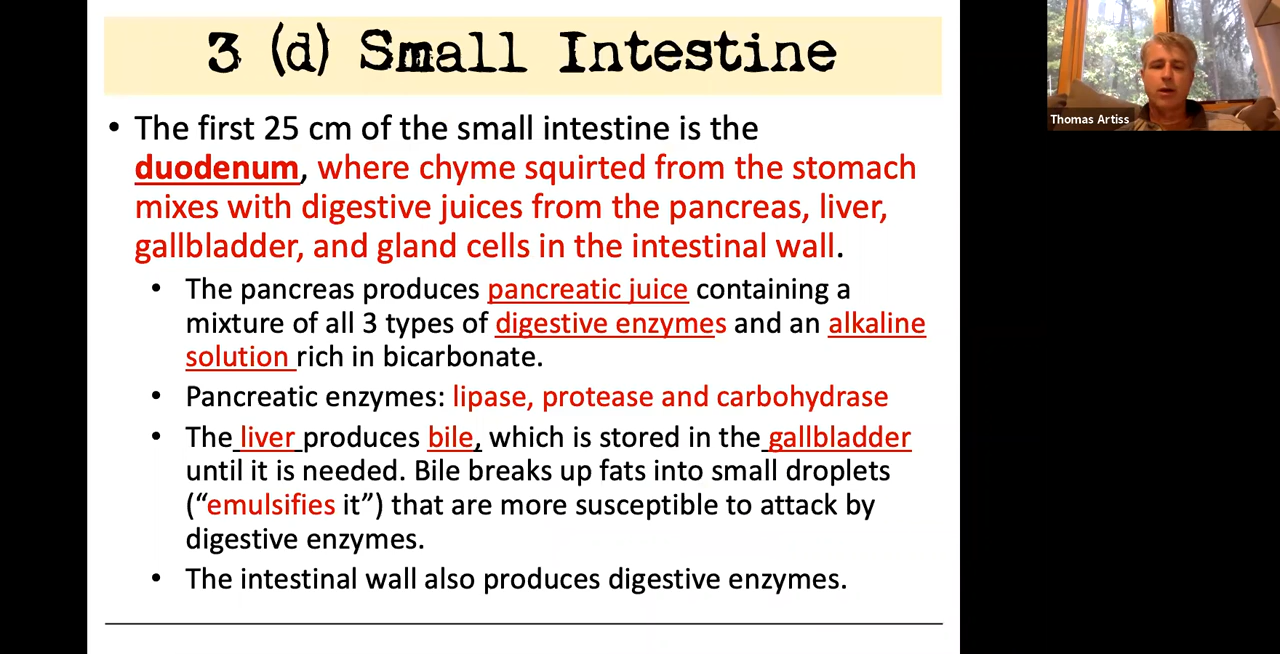 3 (d) Small Intestine
Thomas Artiss
• The first 25 cm of the small intestine is the
duodenum, where chyme squirted from the stomach
mixes with digestive juices from the pancreas, liver,
gallbladder, and gland cells in the intestinal wall.
• The pancreas produces pancreatic juice containing a
mixture of all 3 types of digestive enzymes and an alkaline
solution rich in bicarbonate.
• Pancreatic enzymes: lipase, protease and carbohydrase
• The liver produces bile, which is stored in the gallbladder
until it is needed. Bile breaks up fats into small droplets
(“emulsifies it”) that are more susceptible to attack by
digestive enzymes.
• The intestinal wall also produces digestive enzymes.